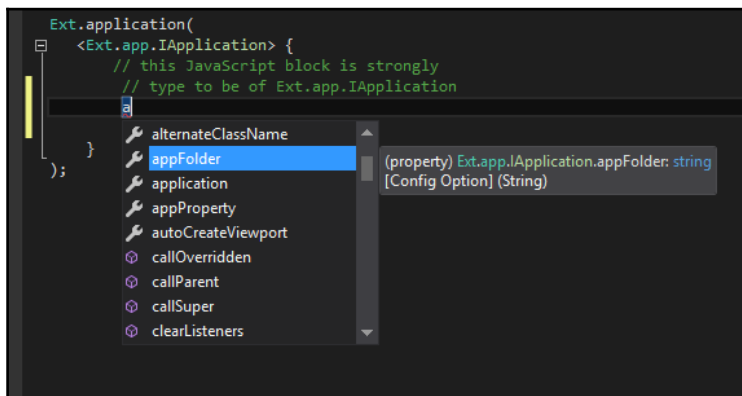 Ext.application(
<Ext.app.IApplication> {
// this JavaScript block is strongly
// type to be of Ext.app.IApplication
a
alternateClassName
appFolder
(property) Ext.app.IApplication.appFolder: string
[Config Option] (String)
application
appProperty
autoCreateViewport
callOverridden
callParent
callSuper
clearListeners
}
);